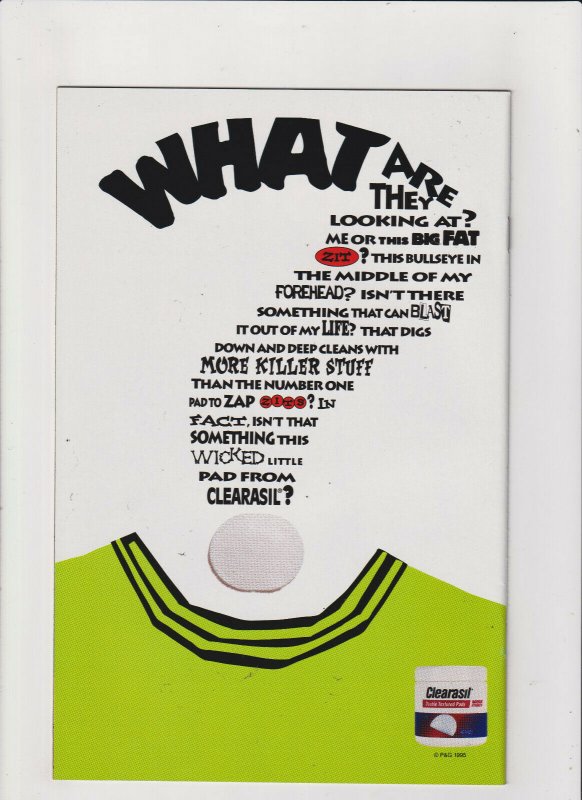 WHAT ARE
THEY
LOOKING AT?
ME OR THIS BIG FAT
ZIT? THIS BULLSEYE IN
THE MIDDLE OF MY
FOREHEAD? ISN'T THERE
SOMETHING THAT CAN BLAST
IT OUT OF MY LIFE? THAT DIGS
DOWN AND DEEP CLEANS WITH
MORE KILLER STUFF
THAN THE NUMBER ONE
PAD TO ZAP ZITS? IN
FACT, ISN'T THAT
SOMETHING THIS
WICKED LITTLE
PAD FROM
CLEARASIL®?
Clearasil
Double Textured Pads
© P&G 1995